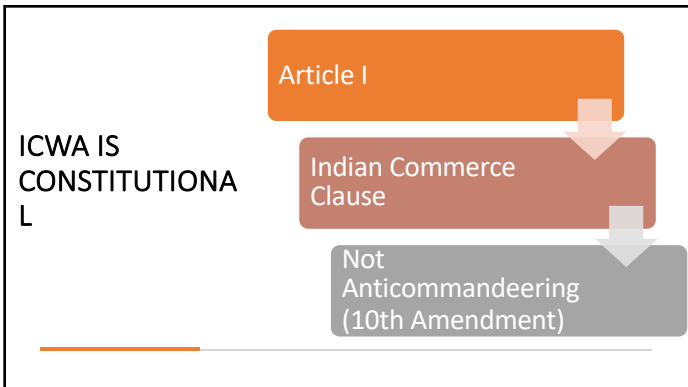 ICWA IS
CONSTITUTIONA
L
Article I
Indian Commerce
Clause
Not
Anticommandeering
(10th Amendment)